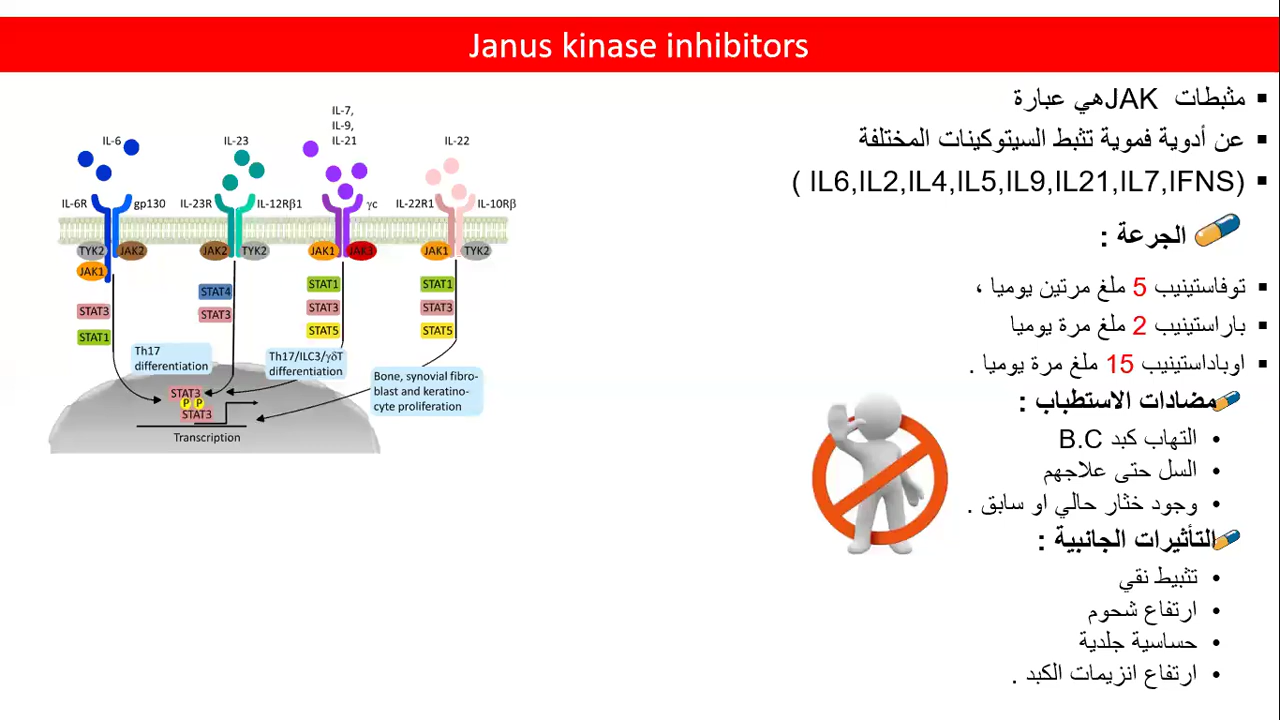 Janus kinase inhibitors
مثبطات JAKهي عبارة
عن أدوية فموية تثبط السيتوكينات المختلفة
( IL6,IL2,IL4,IL5,IL9,IL21,IL7,IFNS)
الجرعة :
توفاستينيب 5 ملغ مرتين يوميا ،
باراستينيب 2 ملغ مرة يوميا
اوباداستينيب 15 ملغ مرة يوميا .
مضادات الاستطباب :
التهاب كبد B.C
السل حتى علاجهم
وجود خثار حالي او سابق .
التأثيرات الجانبية :
تثبيط نقي
ارتفاع شحوم
حساسية جلدية
ارتفاع انزيمات الكبد .
IL-6
IL-23
IL-7,
IL-9,
IL-21
IL-22
IL-6R
gp130
IL-23R
IL-12Rβ1
γc
IL-22R1
IL-10Rβ
TYK2
JAK2
JAK1
JAK2
TYK2
JAK1
JAK3
JAK1
TYK2
STAT3
STAT1
STAT4
STAT3
STAT1
STAT3
STAT5
STAT1
STAT3
STAT5
Th17
differentiation
Th17/ILC3/γδT
differentiation
Bone, synovial fibro-
blast and keratino-
cyte proliferation
STAT3
P P
STAT3
Transcription